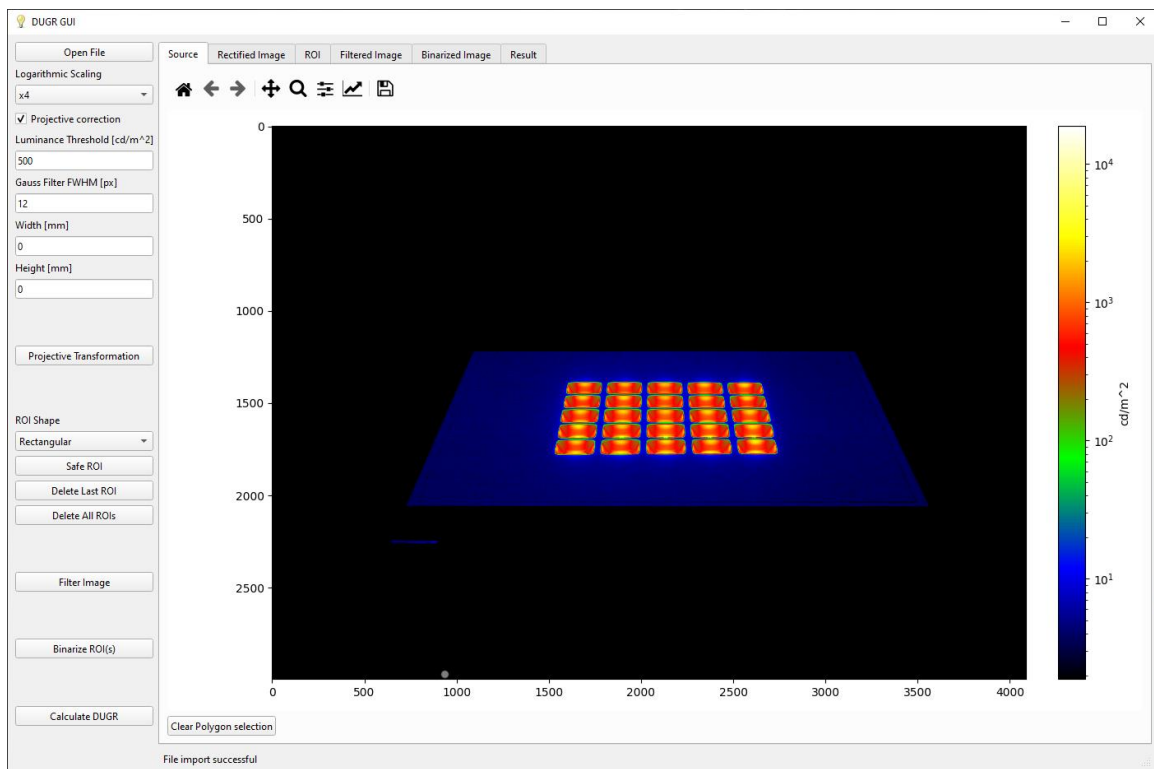 DUGR GUI
Open File
Logarithmic Scaling
x4
Projective correction
Luminance Threshold [cd/m^2]
500
Gauss Filter FWHM [px]
12
Width [mm]
0
Height [mm]
0
Projective Transformation
ROI Shape
Rectangular
Safe ROI
Delete Last ROI
Delete All ROIs
Filter Image
Binarize ROI(s)
Calculate DUGR
Source Rectified Image ROI Filtered Image Binarized Image Result
0
500
1000
1500
2000
2500
0 500 1000 1500 2000 2500 3000 3500 4000
10^4
10^3
10^2
10^1
cd/m^2
Clear Polygon selection
File import successful